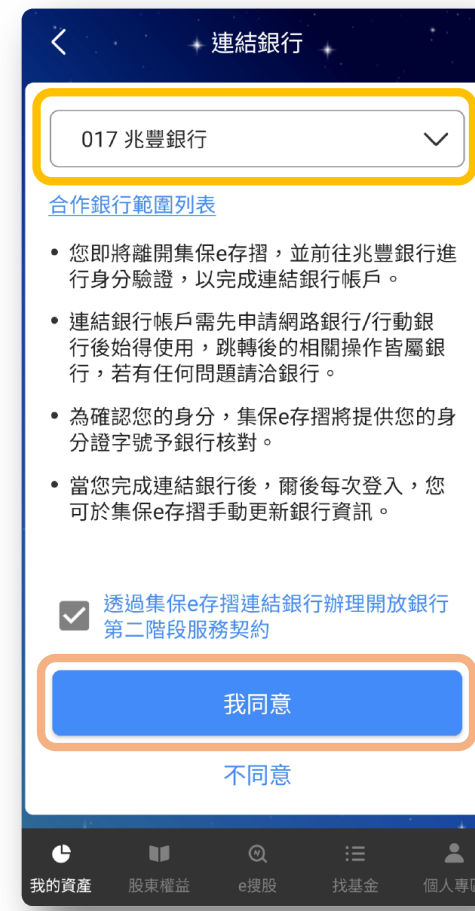 連結銀行
017 兆豐銀行
合作銀行範圍列表
• 您即將離開集保e存摺，並前往兆豐銀行進
行身分驗證，以完成連結銀行帳戶。
• 連結銀行帳戶需先申請網路銀行/行動銀
行後始得使用，跳轉後的相關操作皆屬銀
行，若有任何問題請洽銀行。
• 為確認您的身分，集保e存摺將提供您的身
分證字號予銀行核對。
• 當您完成連結銀行後，爾後每次登入，您
可於集保e存摺手動更新銀行資訊。
透過集保e存摺連結銀行辦理開放銀行
第二階段服務契約
我同意
不同意
我的資產 股東權益 e搜股 找基金 個人專區